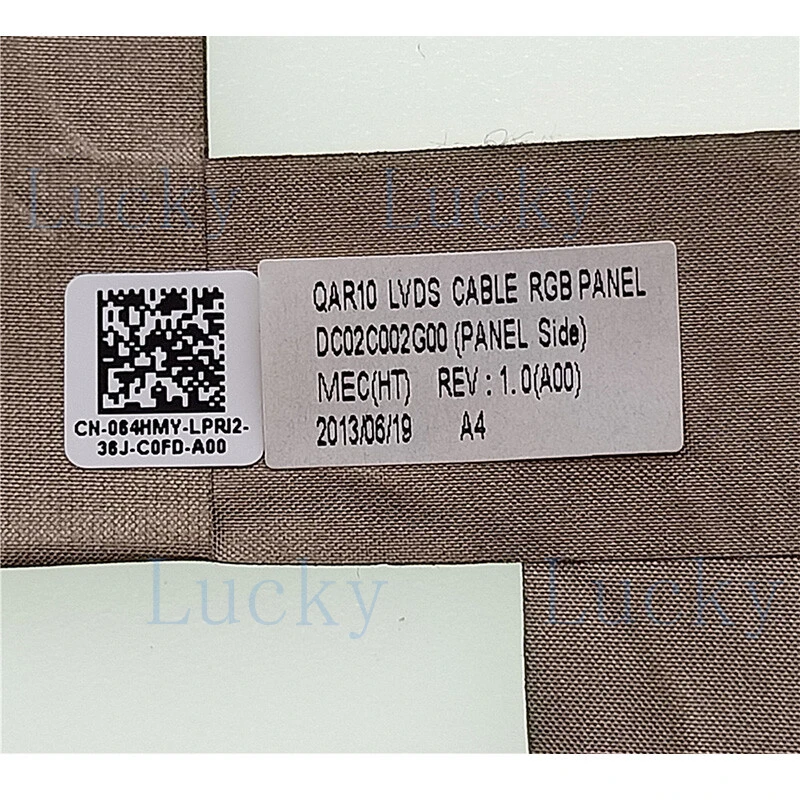 Lucky
Lucky
QAR10 LVDS CABLE RGB PANEL
DC02C002G00 (PANEL Side)
MEC(HT) REV : 1.0(A00)
2013/06/19 A4
CN-064HMY-LPRI2-
36J-C0FD-A00
Lucky
Lucky